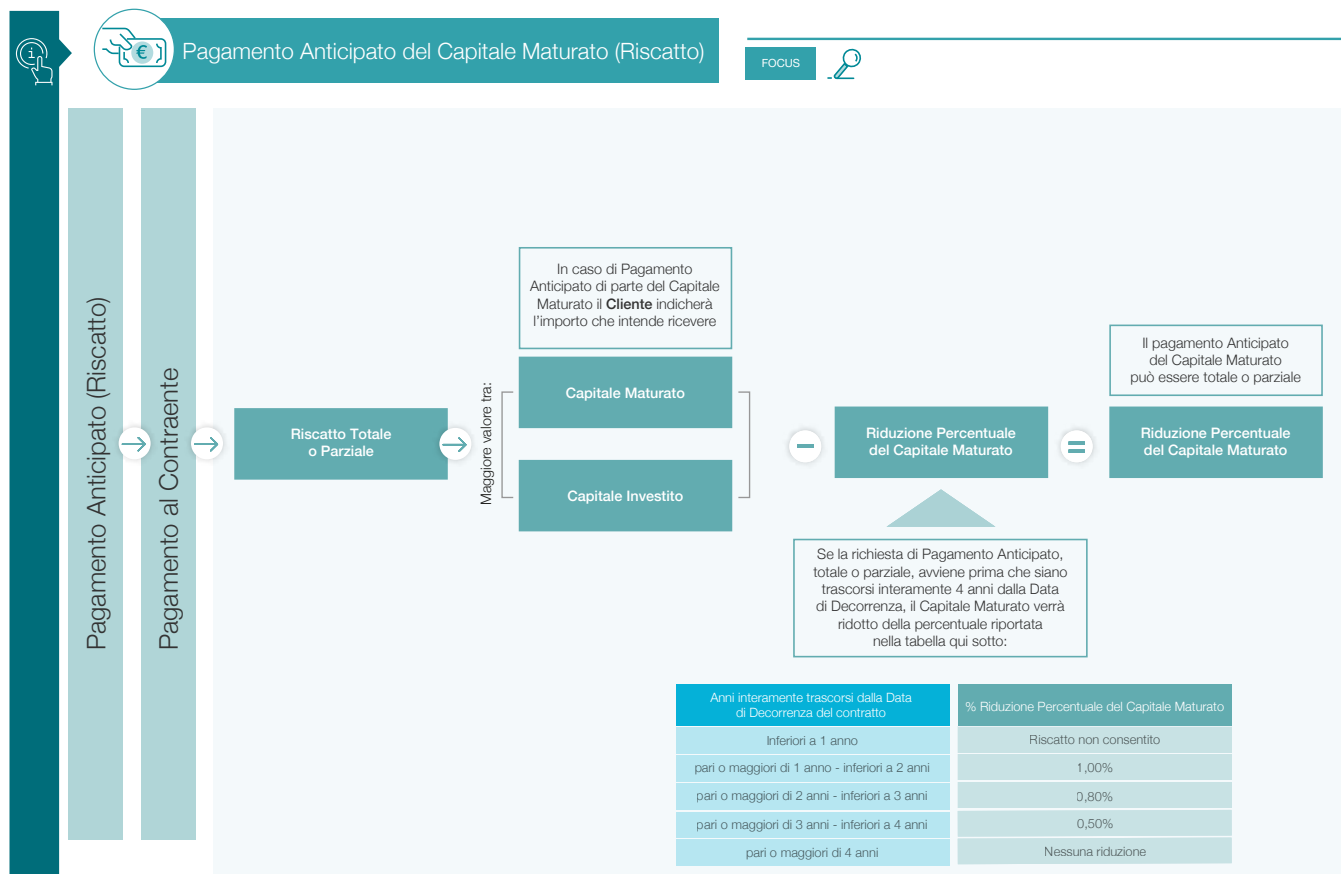 Pagamento Anticipato del Capitale Maturato (Riscatto)
FOCUS
Pagamento Anticipato (Riscatto)
Pagamento al Contraente
Riscatto Totale
o Parziale
Maggiore valore tra:
In caso di Pagamento
Anticipato di parte del Capitale
Maturato il Cliente indicherà
l'importo che intende ricevere
Capitale Maturato
Capitale Investito
Riduzione Percentuale
del Capitale Maturato
Il pagamento Anticipato
del Capitale Maturato
può essere totale o parziale
Riduzione Percentuale
del Capitale Maturato
Se la richiesta di Pagamento Anticipato,
totale o parziale, avviene prima che siano
trascorsi interamente 4 anni dalla Data
di Decorrenza, il Capitale Maturato verrà
ridotto della percentuale riportata
nella tabella qui sotto:
Anni interamente trascorsi dalla Data
di Decorrenza del contratto
% Riduzione Percentuale del Capitale Maturato
Inferiori a 1 anno
Riscatto non consentito
pari o maggiori di 1 anno - inferiori a 2 anni
1,00%
pari o maggiori di 2 anni - inferiori a 3 anni
0,80%
pari o maggiori di 3 anni - inferiori a 4 anni
0,50%
pari o maggiori di 4 anni
Nessuna riduzione